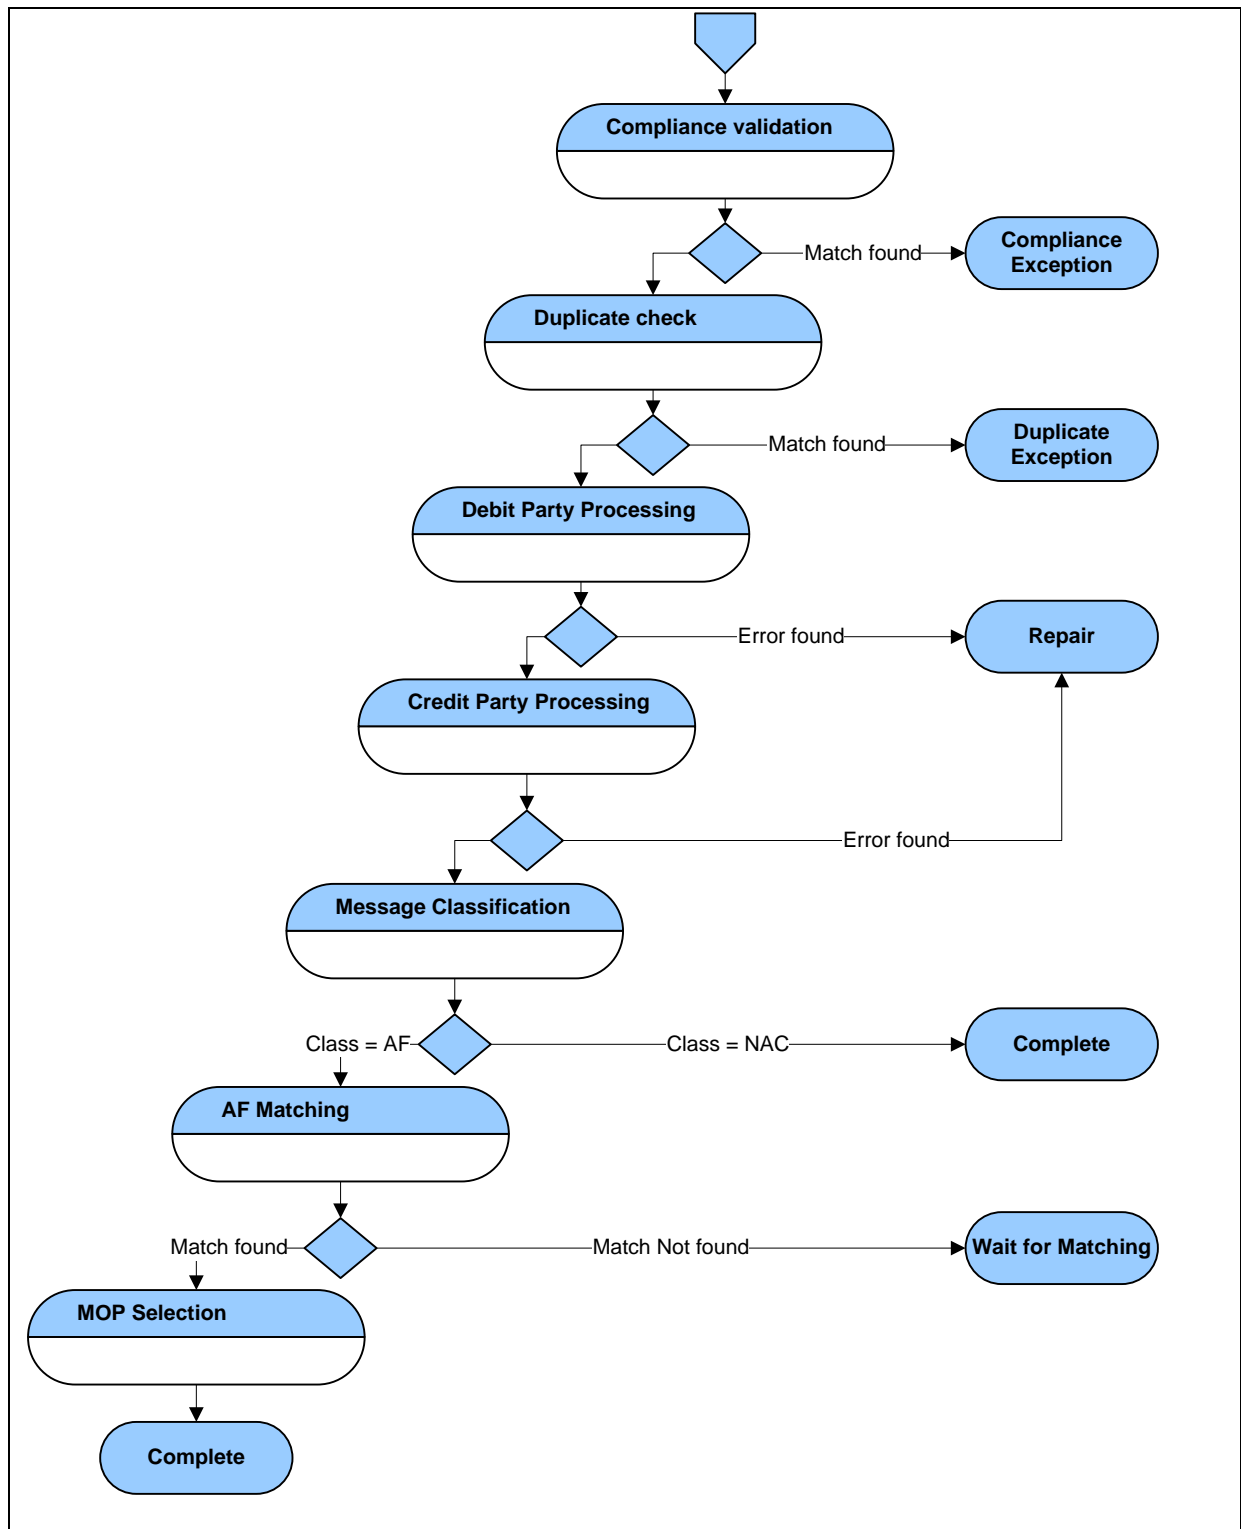 Compliance validation
Match found
Compliance
Exception
Duplicate check
Match found
Duplicate
Exception
Debit Party Processing
Error found
Repair
Credit Party Processing
Error found
Message Classification
Class = AF
Class = NAC
Complete
AF Matching
Match found
Match Not found
Wait for Matching
MOP Selection
Complete